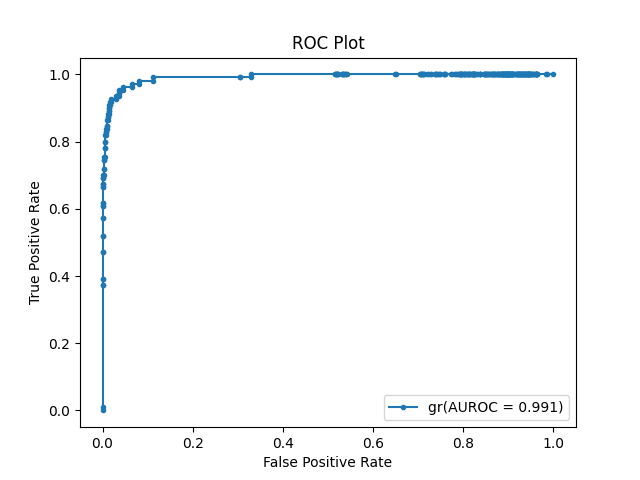 ROC Plot
1.0
0.8
0.6
0.4
0.2
0.0
True Positive Rate
gr(AUROC = 0.991)
0.0 0.2 0.4 0.6 0.8 1.0
False Positive Rate